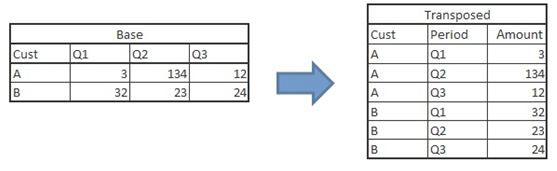 Base
Cust Q1 Q2 Q3
A 3 134 12
B 32 23 24
Transposed
Cust Period Amount
A Q1 3
A Q2 134
A Q3 12
B Q1 32
B Q2 23
B Q3 24